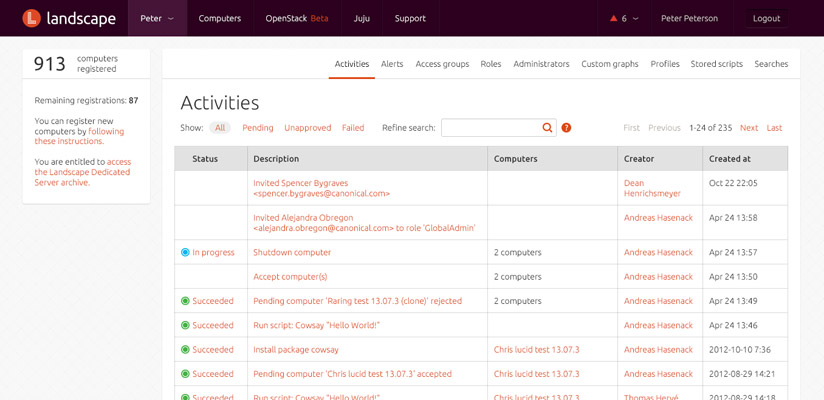 landscape Peter Computers OpenStack Beta Juju Support 6 Peter Peterson Logout
913 computers registered
Remaining registrations: 87
You can register new
computers by following
these instructions.
You are entitled to access
the Landscape Dedicated
Server archive.
Activities Alerts Access groups Roles Administrators Custom graphs Profiles Stored scripts Searches
Activities
Show: All Pending Unapproved Failed Refine search: ? First Previous 1-24 of 235 Next Last
Status Description Computers Creator Created at
Invited Spencer Bygraves Dean Oct 22 22:05
<spencer.bygraves@canonical.com> Henrichsmeyer
Invited Alejandra Obregon Andreas Hasenack Apr 24 13:58
<alejandra.obregon@canonical.com> to role 'GlobalAdmin'
In progress Shutdown computer 2 computers Andreas Hasenack Apr 24 13:57
Accept computer(s) 2 computers Andreas Hasenack Apr 24 13:50
Succeeded Pending computer 'Raring test 13.07.3 (clone)' rejected 2 computers Andreas Hasenack Apr 24 13:49
Succeeded Run script: Cowsay "Hello World!" Andreas Hasenack Apr 24 13:46
Succeeded Install package cowsay Chris lucid test 13.07.3 Andreas Hasenack 2012-10-10 7:36
Succeeded Pending computer 'Chris lucid test 13.07.3' accepted Chris lucid test 13.07.3 Andreas Hasenack 2012-08-29 14:21
Succeeded Run script: Cowsay "Hello World!" Chris lucid test 13.07.3 Thomas Hervé 2012-08-29 14:18